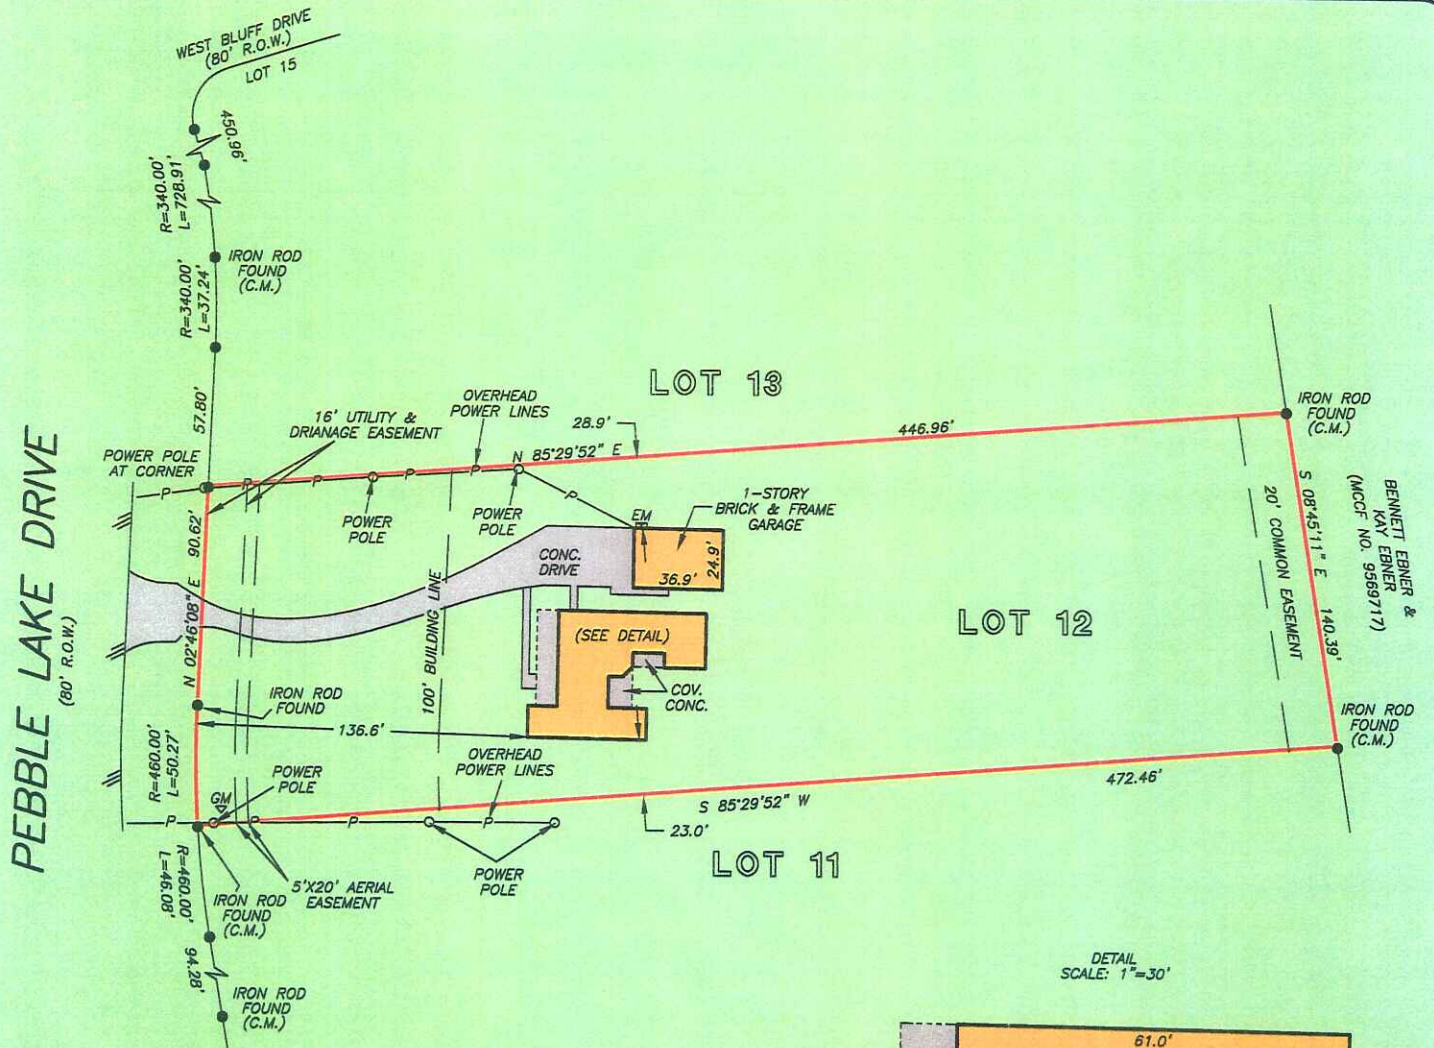 WEST BLUFF DRIVE
(80' R.O.W.)
LOT 15
450.96'
R=340.00'
L=728.91'
IRON ROD
FOUND
(C.M.)
R=340.00'
L=37.24'
57.80'
LOT 13
16' UTILITY &
DRIANAGE EASEMENT
OVERHEAD
POWER LINES
28.9'
446.96'
N 85°29'52" E
IRON ROD
FOUND
(C.M.)
POWER POLE
AT CORNER
P
P
P
P
P
P
POWER
POLE
POWER
POLE
1-STORY
BRICK & FRAME
GARAGE
EM
36.9'
24.9'
CONC.
DRIVE
PEBBLE LAKE DRIVE
(80' R.O.W.)
N 02°46'08" E 90.62'
100' BUILDING LINE
(SEE DETAIL)
COV.
CONC.
LOT 12
20' COMMON EASEMENT
S 08°45'11" E 140.39'
BENNETT EBNER &
KAY EBNER
(MCCF NO. 9569717)
IRON ROD
FOUND
136.6'
IRON ROD
FOUND
(C.M.)
R=460.00'
L=50.27'
POWER
POLE
OVERHEAD
POWER LINES
GM
P
P
P
P
472.46'
S 85°29'52" W
23.0'
LOT 11
POWER
POLE
5'X20' AERIAL
EASEMENT
IRON ROD
FOUND
(C.M.)
R=460.00'
L=46.08'
94.28'
IRON ROD
FOUND
(C.M.)
DETAIL
SCALE: 1"=30'
61.0'